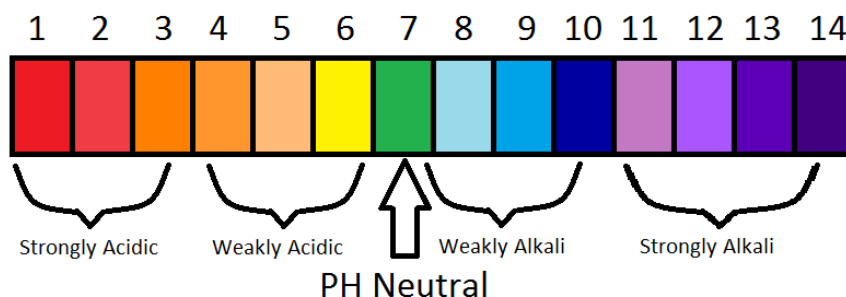 1 2 3 4 5 6 7 8 9 10 11 12 13 14
Strongly Acidic Weakly Acidic Weakly Alkali Strongly Alkali
PH Neutral